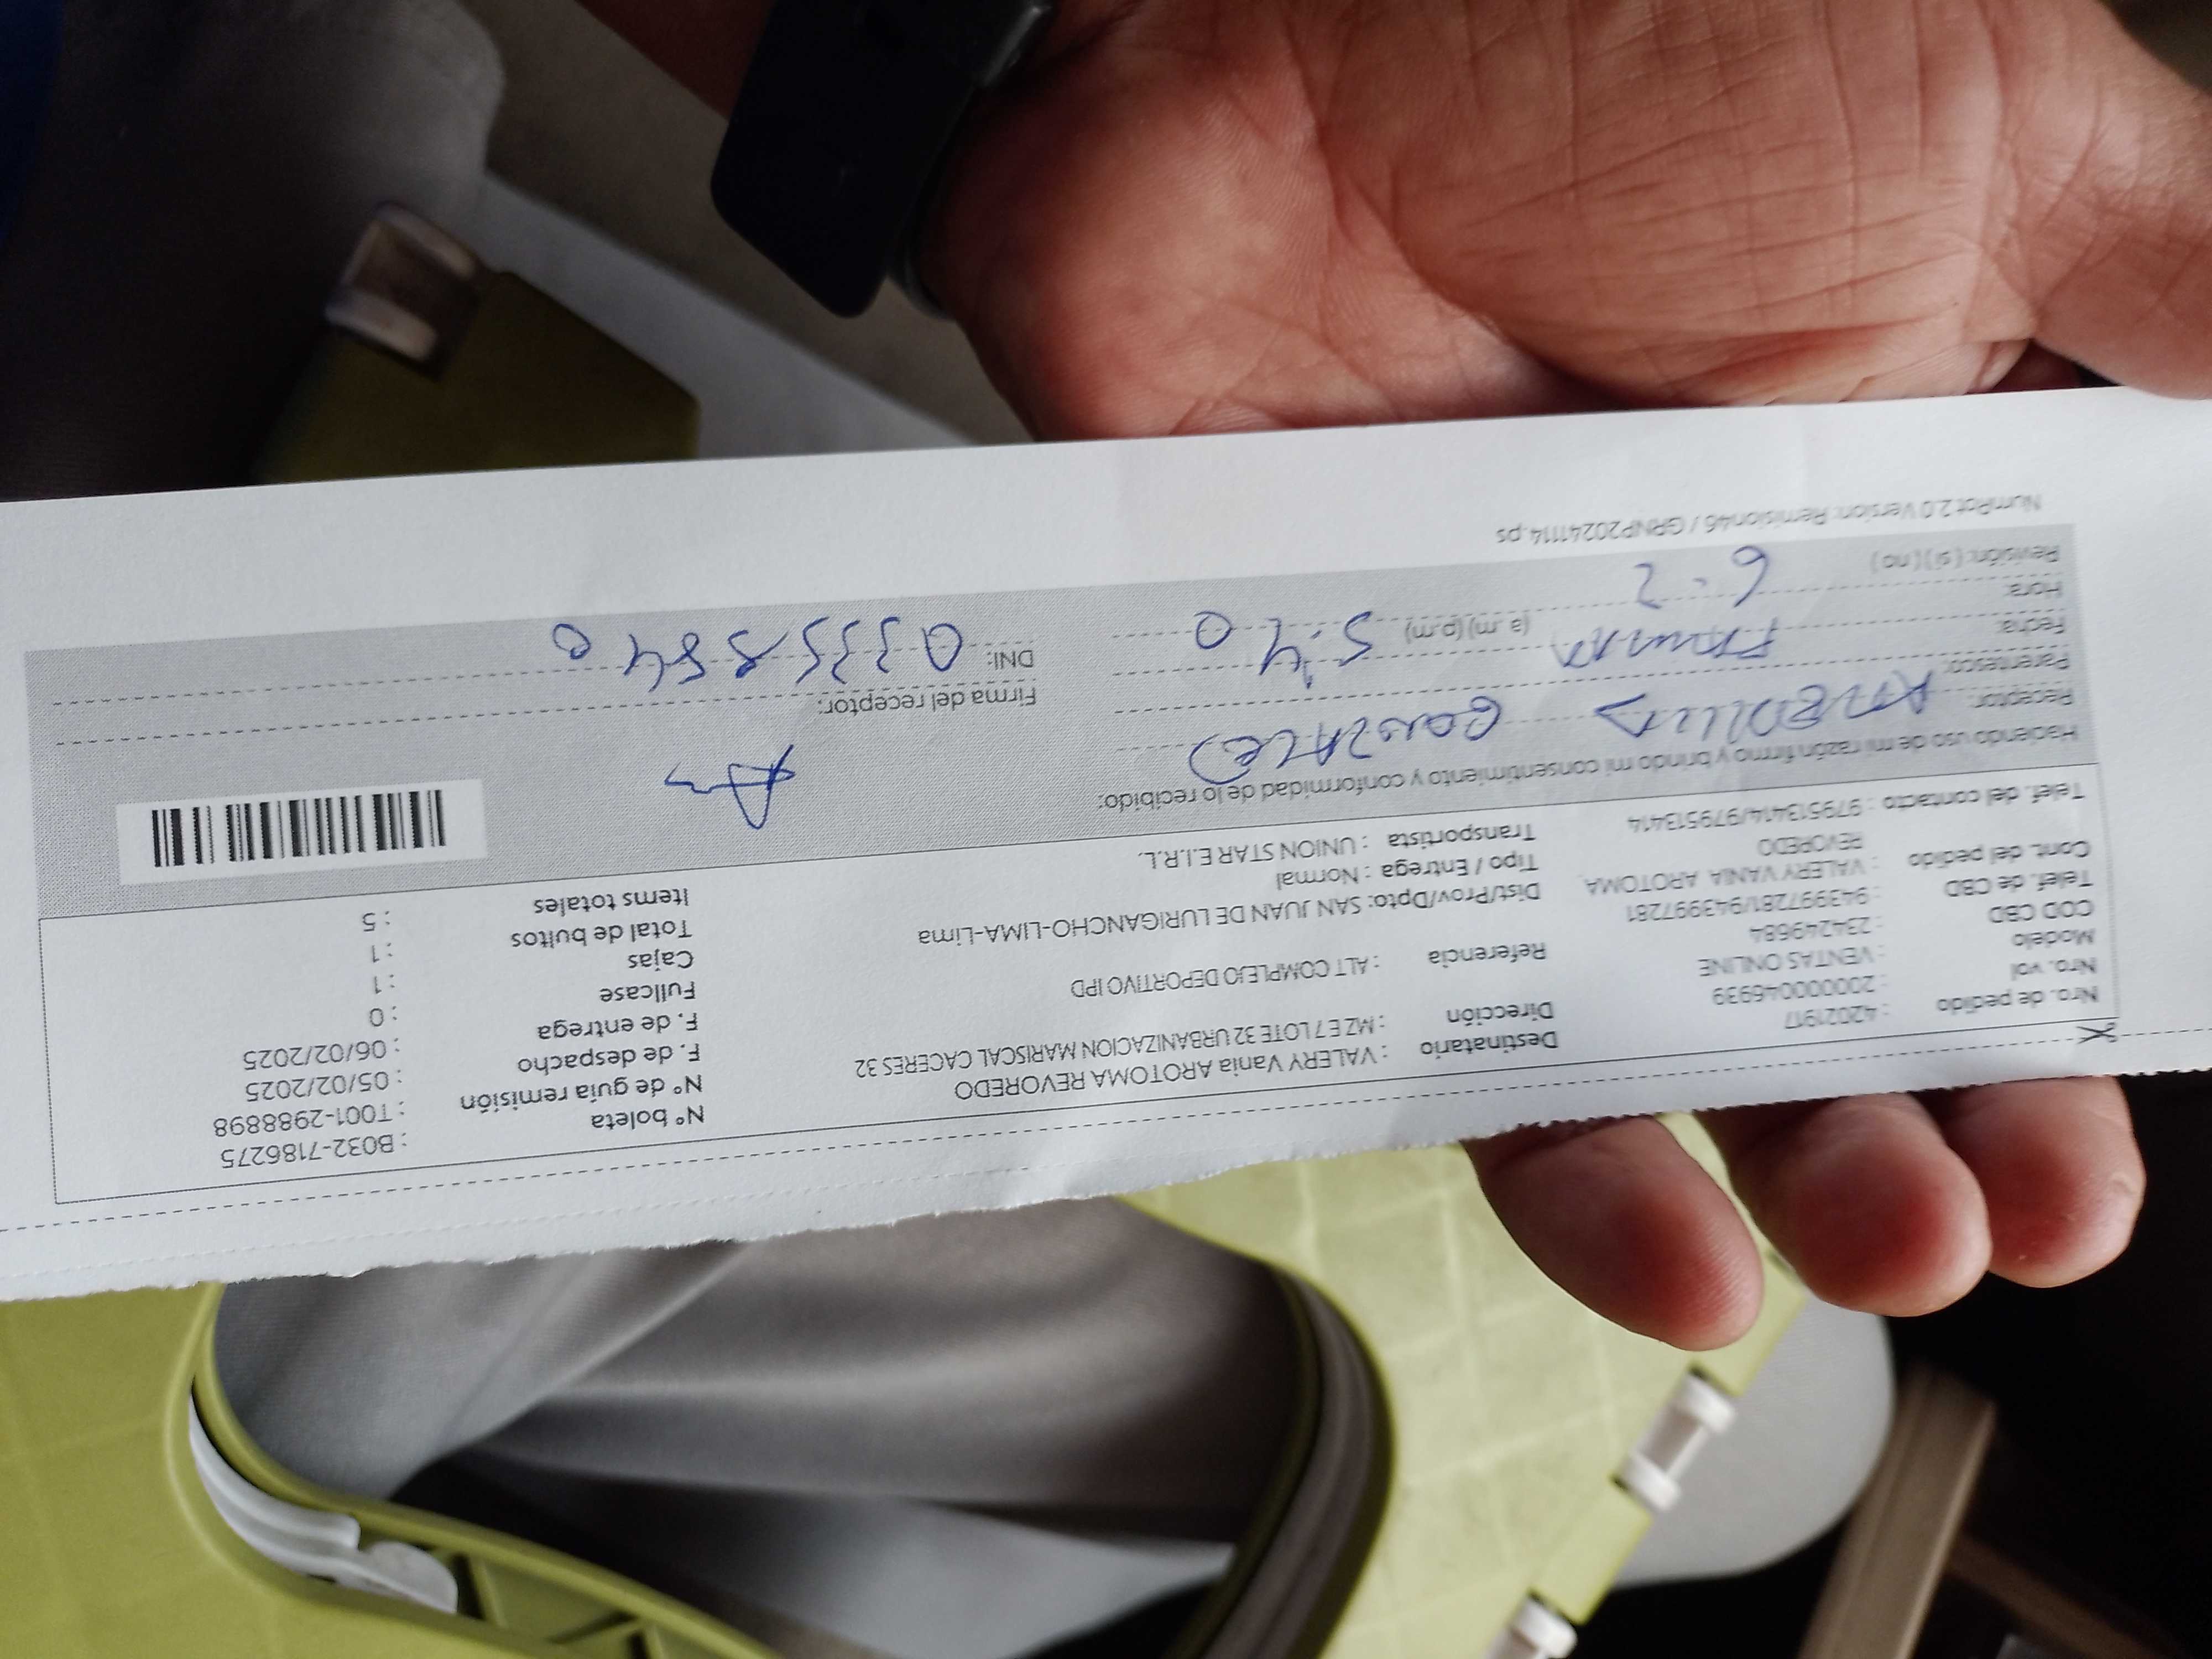 Nro. de pedido : 42021917
Nro. vol : 20000046939
Modelo : VENTAS ONLINE
COD CBD : 234249684
Telef. de CBD : 943997281/943997281
Cont. del pedido : VALERY VANIA AROTOMA
REVOREDO
Telef. del contacto : 979513414/979513414
Destinatario : VALERY Vania AROTOMA REVOREDO
Dirección : MZ E 7 LOTE 32 URBANIZACION MARISCAL CACERES 32
Referencia : ALT COMPLEJO DEPORTIVO IPD
Dist/Prov/Dpto: SAN JUAN DE LURIGANCHO-LIMA-Lima
Tipo / Entrega : Normal
Transportista : UNION STAR E.I.R.L.
N° boleta : B032-7186275
N° de guía remisión : T001-2988898
F. de despacho : 05/02/2025
F. de entrega : 06/02/2025
Fullcase : 0
Cajas : 1
Total de bultos : 1
Items totales : 5
Haciendo uso de mi razón firmo y brindo mi consentimiento y conformidad de lo recibido:
Receptor:
Parentesco:
Fecha: 5:40
Hora: 6-2 (a.m) (p.m)
Revisión: ( si ) ( no )
Firma del receptor:
DNI:
NumRot 2.0 Version: Remision46 / GRNP20241114.ps